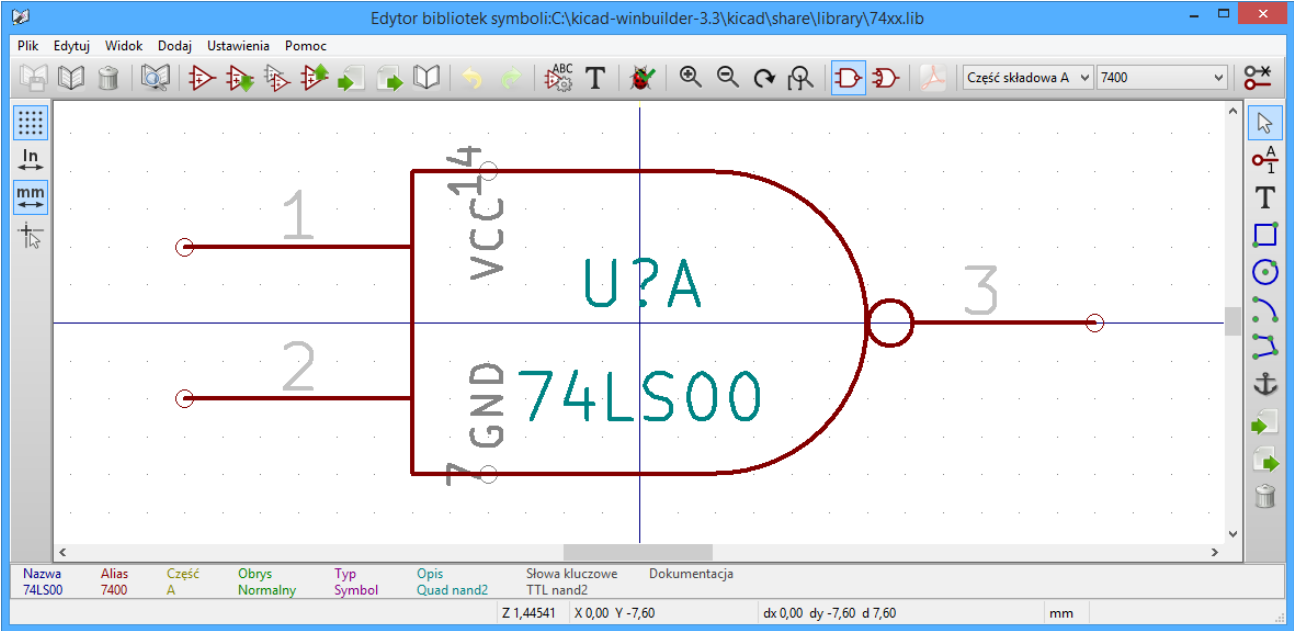 Edytor bibliotek symboli:C:\kicad-winbuilder-3.3\kicad\share\library\74xx.lib
Plik Edytuj Widok Dodaj Ustawienia Pomoc
ABC T Część składowa A 7400
In
mm
A
1
T
14
VCC
1
U?A
3
2
74LS00
GND
7
Nazwa Alias Część Obrys Typ Opis Słowa kluczowe Dokumentacja
74LS00 7400 A Normalny Symbol Quad nand2 TTL nand2
Z 1,44541 X 0,00 Y -7,60 dx 0,00 dy -7,60 d 7,60 mm